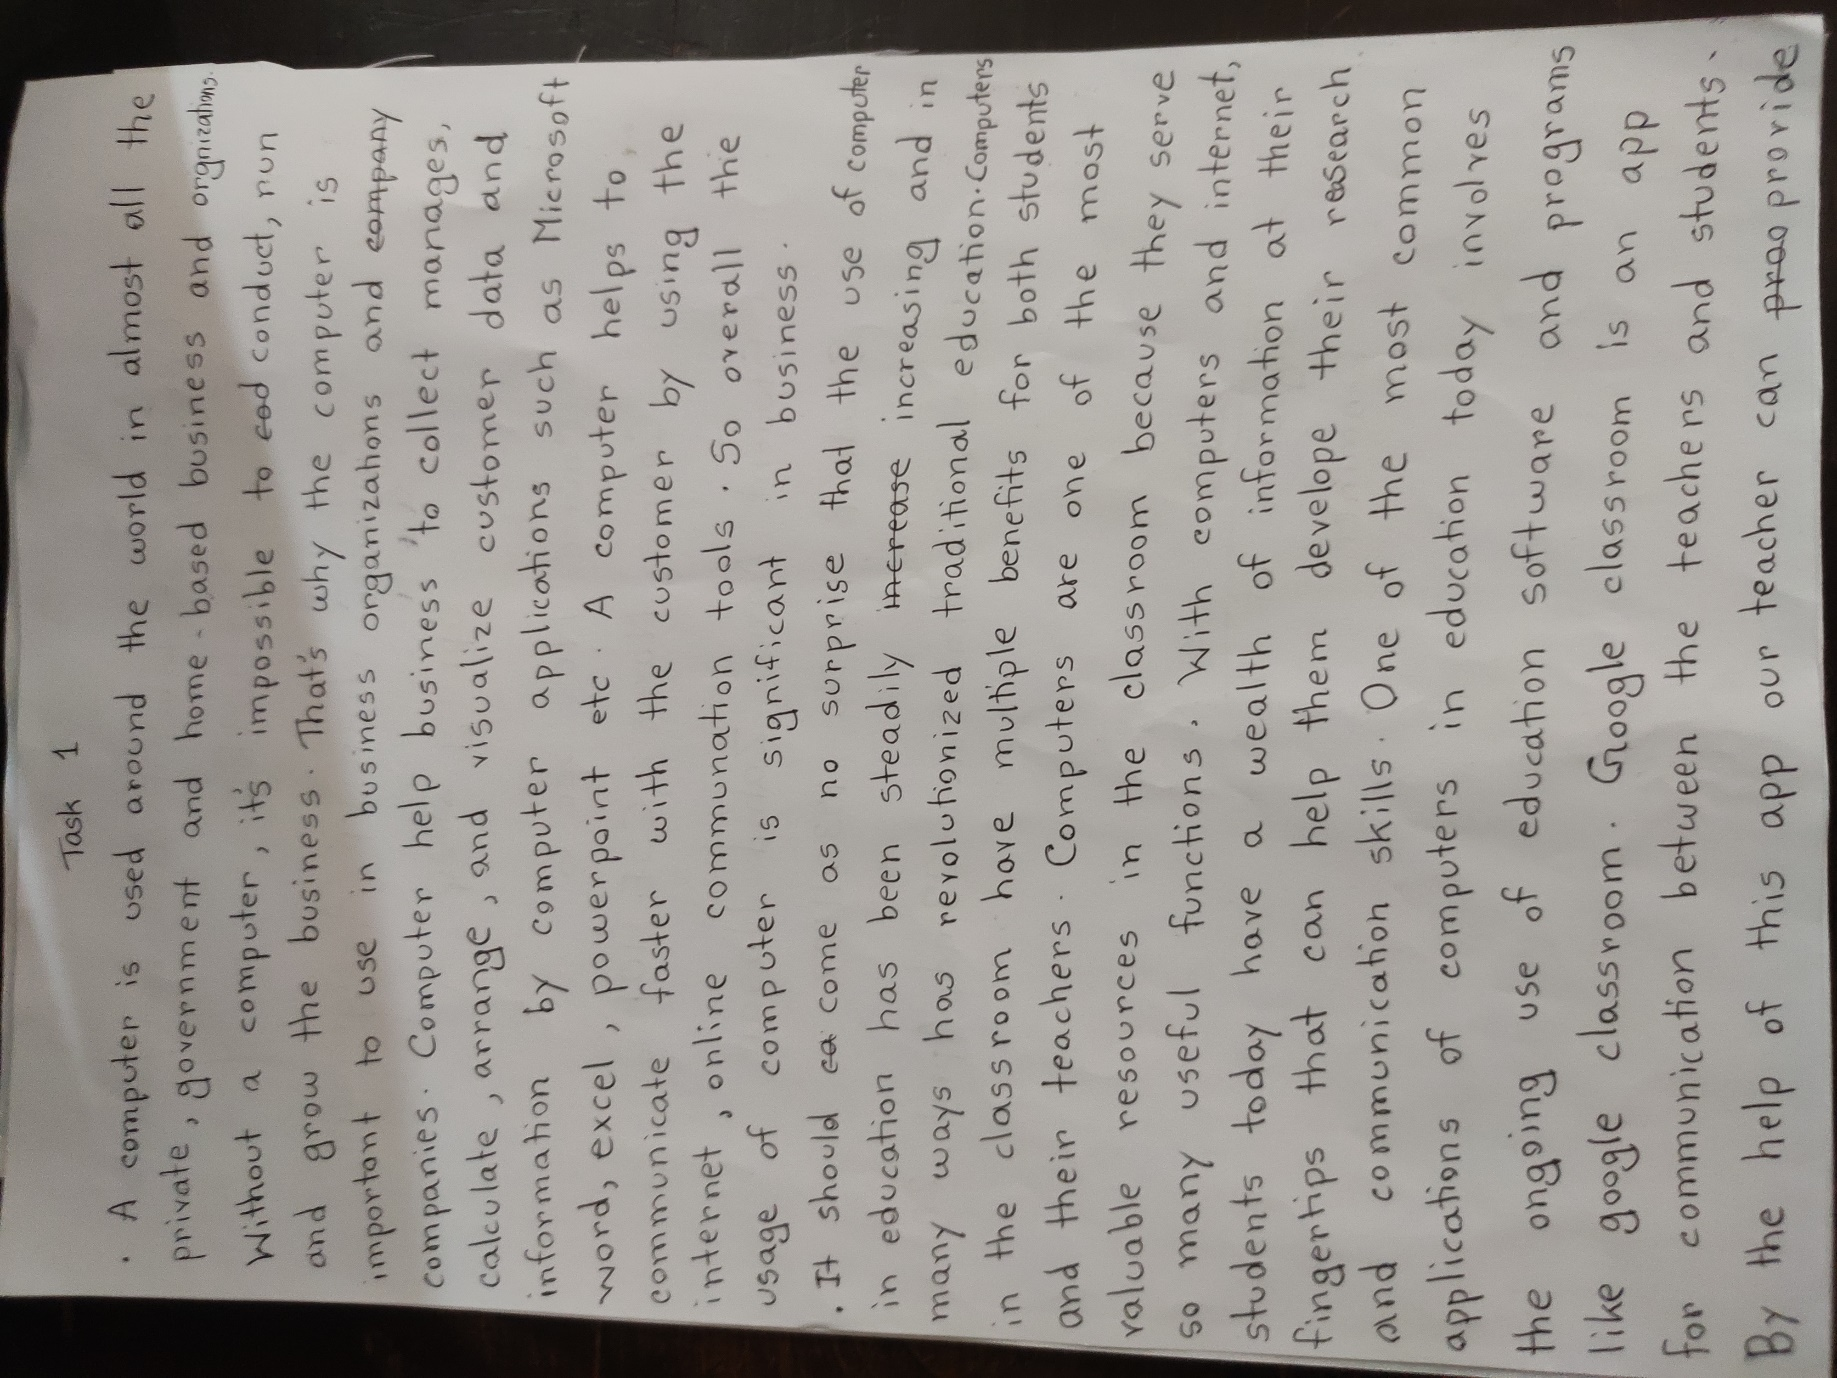 Task 1
. A computer is used around the world in almost all the
private, government and home-based business and orgnizations.
Without a computer, it's impossible to cod conduct, run
and grow the business. That's why the computer is
important to use in business organizations and company
companies. Computer help business to collect manages,
calculate, arrange, and visualize customer data and
information by computer applications such as Microsoft
word, excel, powerpoint etc. A computer helps to
communicate faster with the customer by using the
internet, online communation tools. So overall the
usage of computer is significant in business.
. It should ca come as no surprise that the use of computer
in education has been steadily increase increasing and in
many ways has revolutionized traditional education. Computers
in the classroom have multiple benefits for both students
and their teachers. Computers are one of the most
valuable resources in the classroom because they serve
so many useful functions. With computers and internet,
students today have a wealth of information at their
fingertips that can help them develope their research
and communication skills. One of the most common
applications of computers in education today involves
the ongoing use of education software and programs
like google classroom. Google classroom is an app
for communication between the teachers and students.
By the help of this app our teacher can proo provide